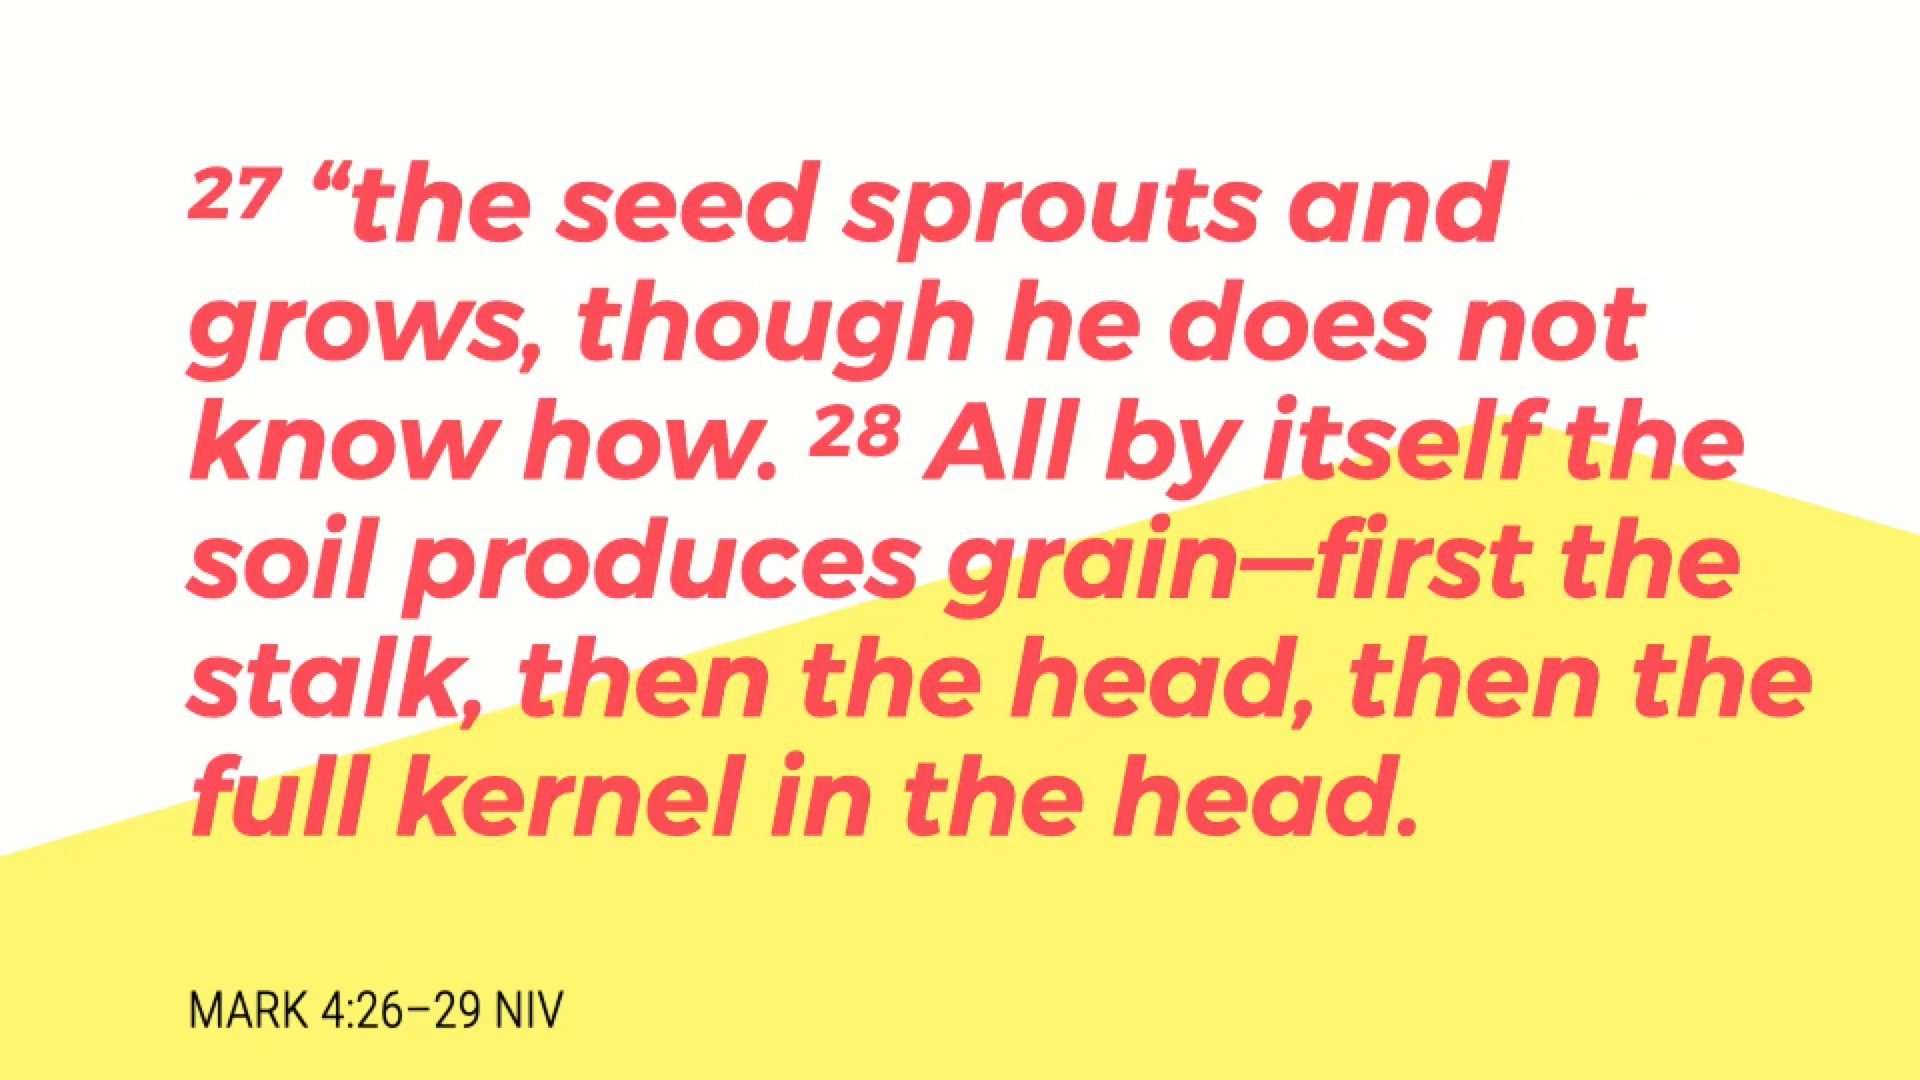 27 “the seed sprouts and
grows, though he does not
know how. 28 All by itself the
soil produces grain—first the
stalk, then the head, then the
full kernel in the head.
MARK 4:26–29 NIV